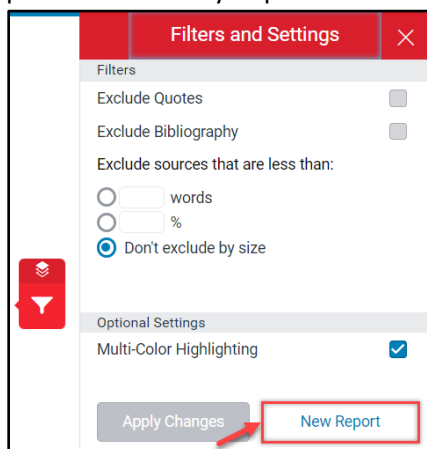 Filters and Settings
Filters
Exclude Quotes
Exclude Bibliography
Exclude sources that are less than:
words
%
Don't exclude by size
Optional Settings
Multi-Color Highlighting
Apply Changes New Report